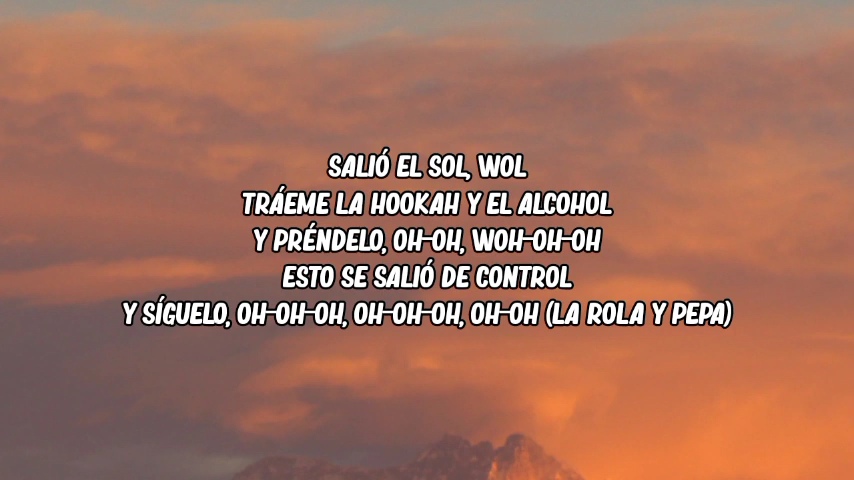 SALIÓ EL SOL, WOL
TRÁEME LA HOOKAH Y EL ALCOHOL
Y PRÉNDELO, OH-OH, WOH-OH-OH
ESTO SE SALIÓ DE CONTROL
Y SÍGUELO, OH-OH-OH, OH-OH-OH, OH-OH (LA ROLA Y PEPA)